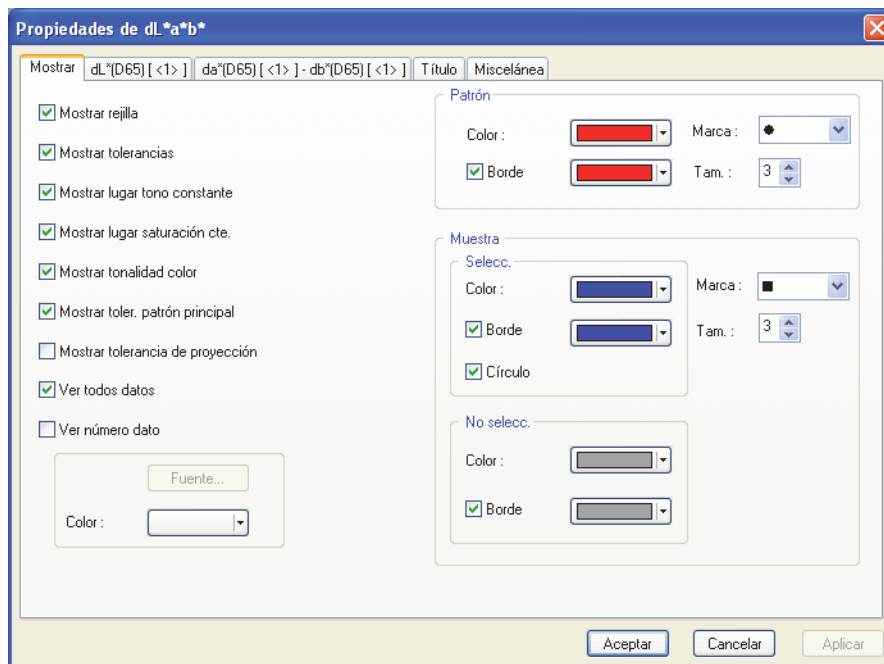 Propiedades de dL*a*b*
Mostrar dL*(D65) [ <1> ] da*(D65) [ <1> ] - db*(D65) [ <1> ] Título Miscelánea
Mostrar rejilla
Mostrar tolerancias
Mostrar lugar tono constante
Mostrar lugar saturación cte.
Mostrar tonalidad color
Mostrar toler. patrón principal
Mostrar tolerancia de proyección
Ver todos datos
Ver número dato
Fuente...
Color :
Patrón
Color : Marca :
Borde Tam. : 3
Muestra
Selecc.
Color : Marca :
Borde Tam. : 3
Círculo
No selecc.
Color :
Borde
Aceptar Cancelar Aplicar